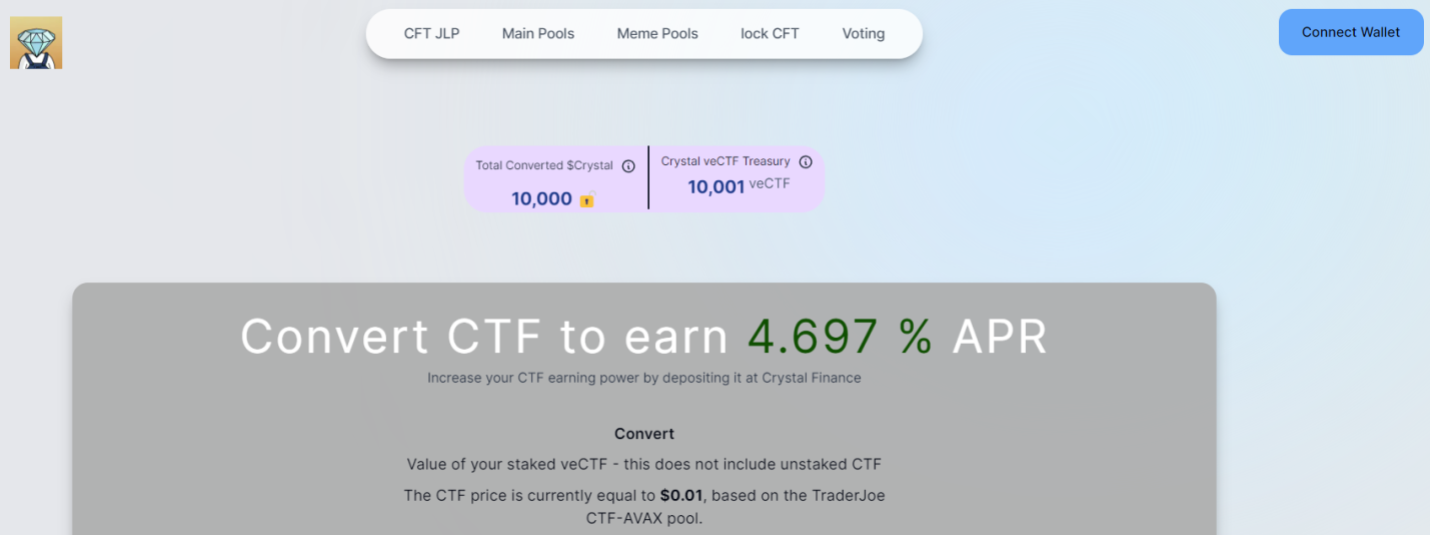 CFT JLP Main Pools Meme Pools lock CFT Voting
Connect Wallet
Total Converted $Crystal
10,000
Crystal veCTF Treasury
10,001 veCTF
Convert CTF to earn 4.697 % APR
Increase your CTF earning power by depositing it at Crystal Finance
Convert
Value of your staked veCTF - this does not include unstaked CTF
The CTF price is currently equal to $0.01, based on the TraderJoe
CTF-AVAX pool.